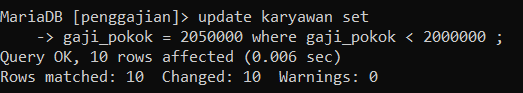 MariaDB [penggajian]> update karyawan set
    -> gaji_pokok = 2050000 where gaji_pokok < 2000000 ;
Query OK, 10 rows affected (0.006 sec)
Rows matched: 10  Changed: 10  Warnings: 0